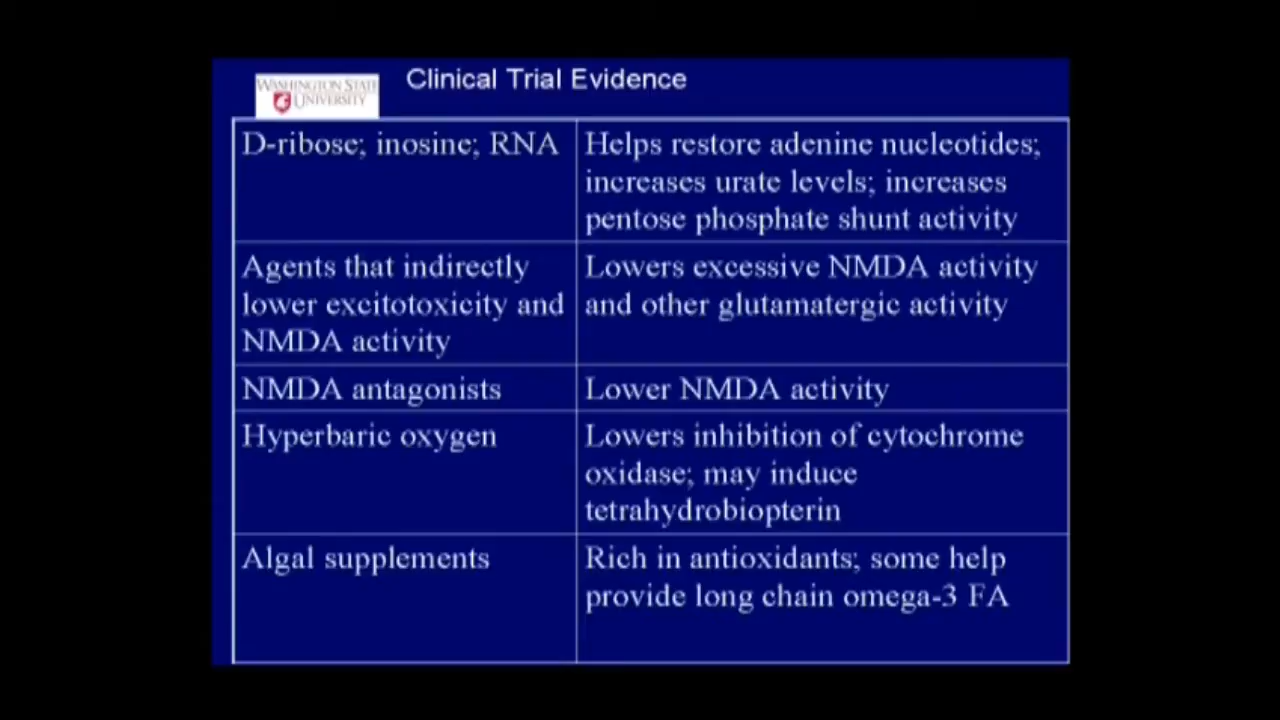 WASHINGTON STATE
UNIVERSITY
Clinical Trial Evidence
D-ribose; inosine; RNA
Helps restore adenine nucleotides;
increases urate levels; increases
pentose phosphate shunt activity
Agents that indirectly
lower excitotoxicity and
NMDA activity
Lowers excessive NMDA activity
and other glutamatergic activity
NMDA antagonists
Lower NMDA activity
Hyperbaric oxygen
Lowers inhibition of cytochrome
oxidase; may induce
tetrahydrobiopterin
Algal supplements
Rich in antioxidants; some help
provide long chain omega-3 FA